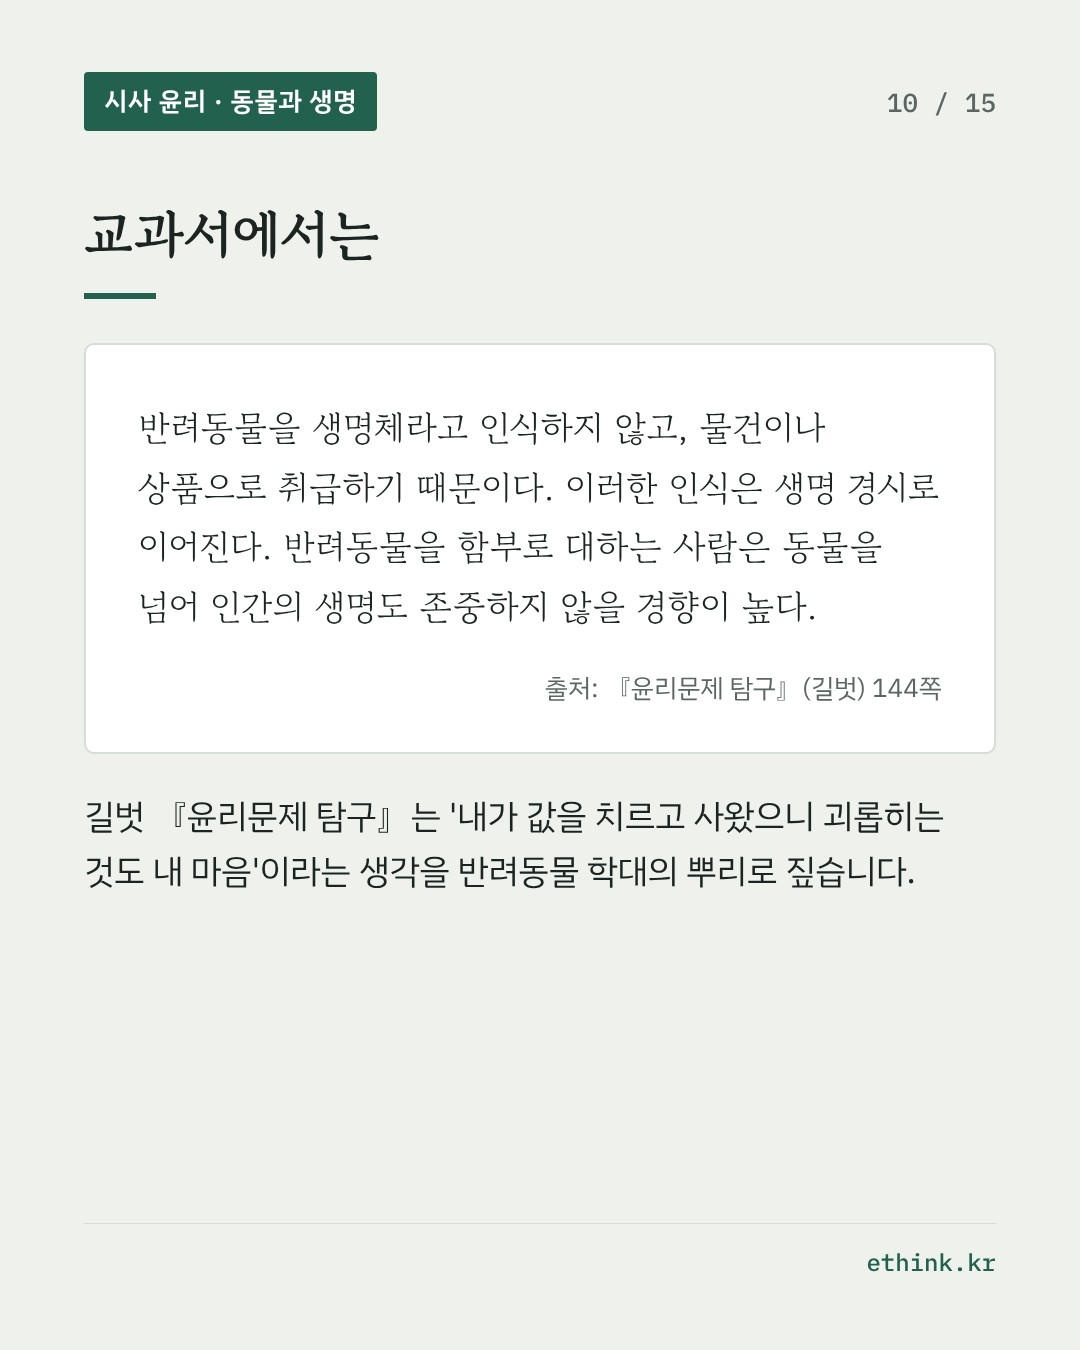 시사 윤리 · 동물과 생명
10 / 15
교과서에서는
반려동물을 생명체라고 인식하지 않고, 물건이나
상품으로 취급하기 때문이다. 이러한 인식은 생명 경시로
이어진다. 반려동물을 함부로 대하는 사람은 동물을
넘어 인간의 생명도 존중하지 않을 경향이 높다.
출처: 『윤리문제 탐구』 (길벗) 144쪽
길벗 『윤리문제 탐구』는 '내가 값을 치르고 사왔으니 괴롭히는
것도 내 마음'이라는 생각을 반려동물 학대의 뿌리로 짚습니다.
ethink.kr